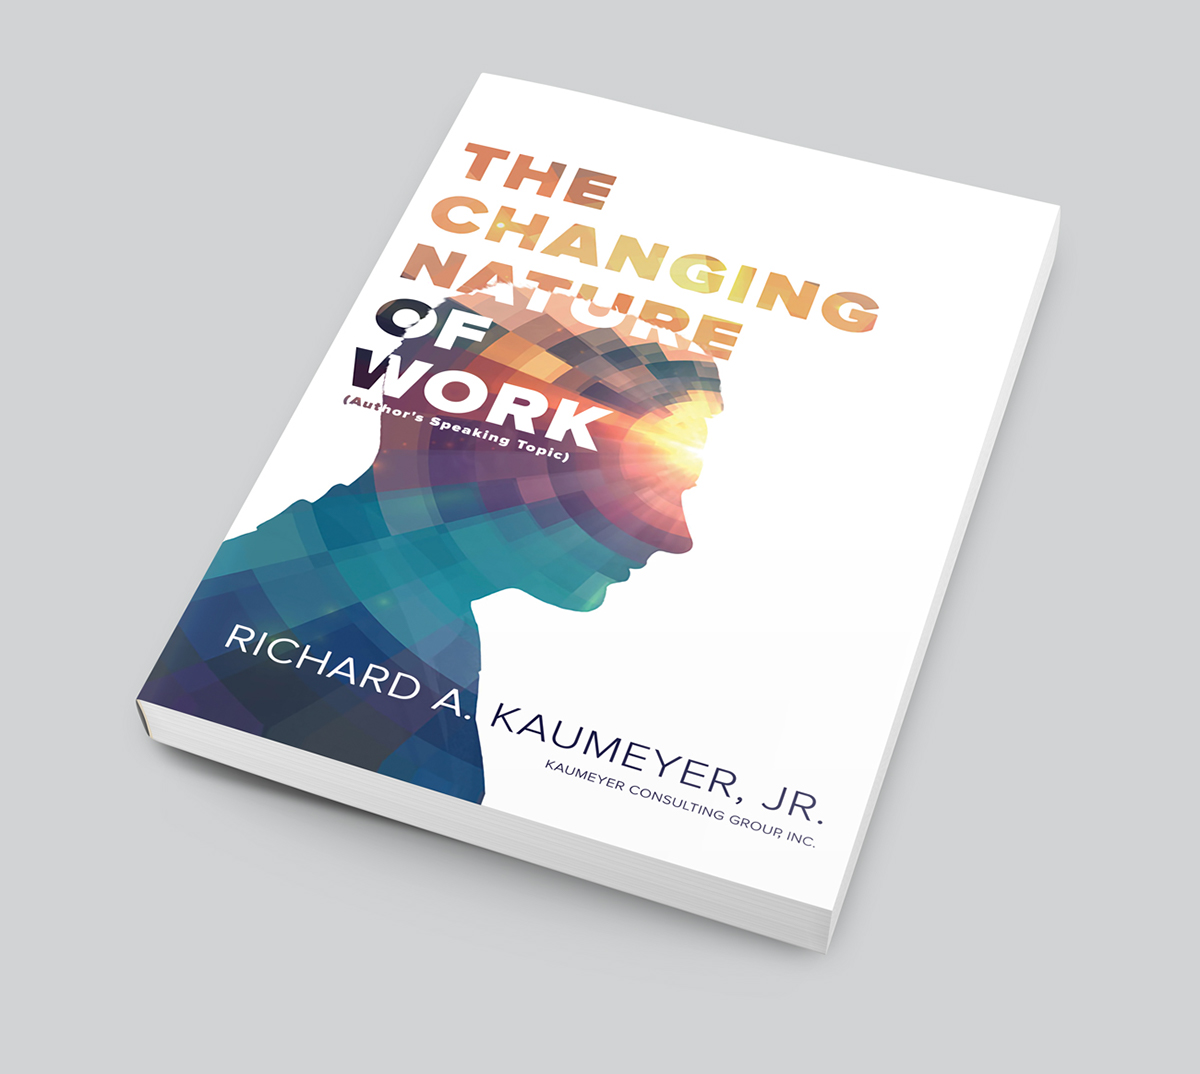 THE
CHANGING
NATURE
OF
WORK
(Author's Speaking Topic)
RICHARD A. KAUMEYER, JR.
KAUMEYER CONSULTING GROUP, INC.